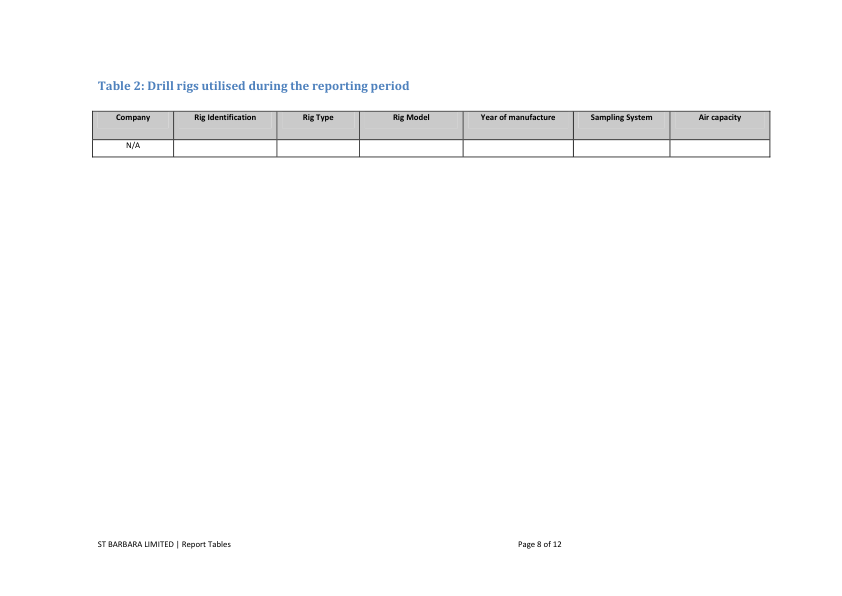 Table 2: Drill rigs utilised during the reporting period
Company Rig Identification Rig Type Rig Model Year of manufacture Sampling System Air capacity
N/A
ST BARBARA LIMITED | Report Tables Page 8 of 12